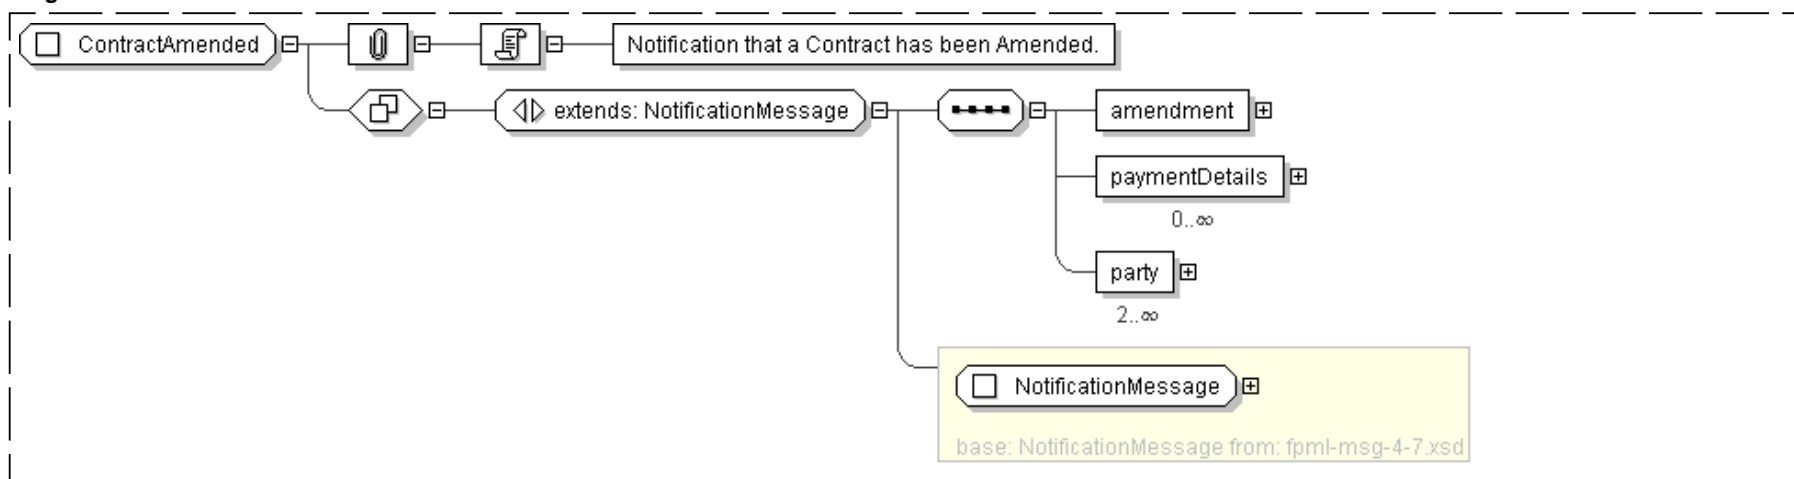 ContractAmended
Notification that a Contract has been Amended.
extends: NotificationMessage
amendment
paymentDetails
0..∞
party
2..∞
NotificationMessage
base: NotificationMessage from: fpml-msg-4-7.xsd